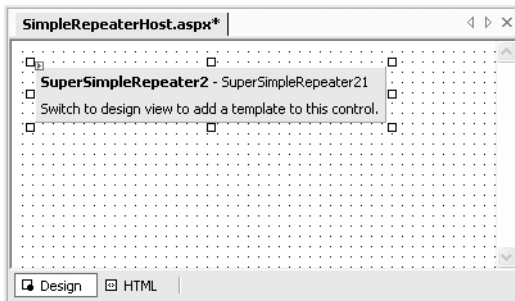 SimpleRepeaterHost.aspx*
SuperSimpleRepeater2 - SuperSimpleRepeater21
Switch to design view to add a template to this control.
Design HTML